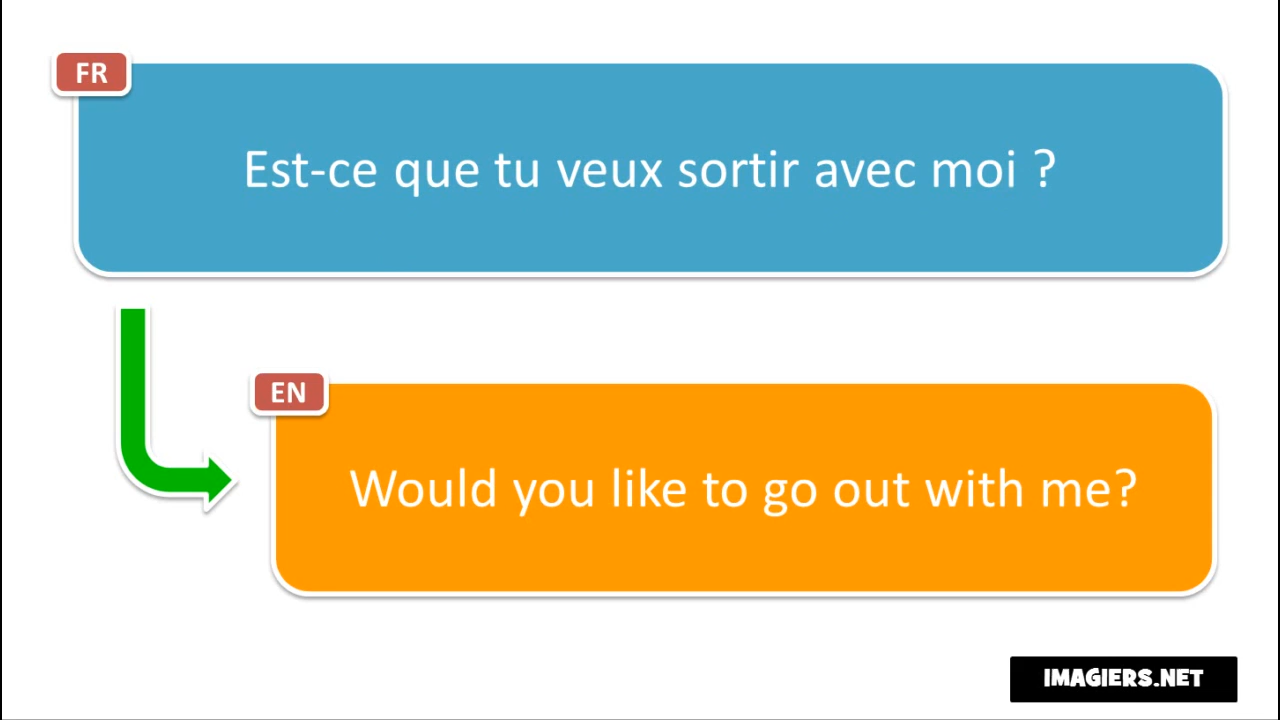 FR
Est-ce que tu veux sortir avec moi ?
EN
Would you like to go out with me?
IMAGIERS.NET